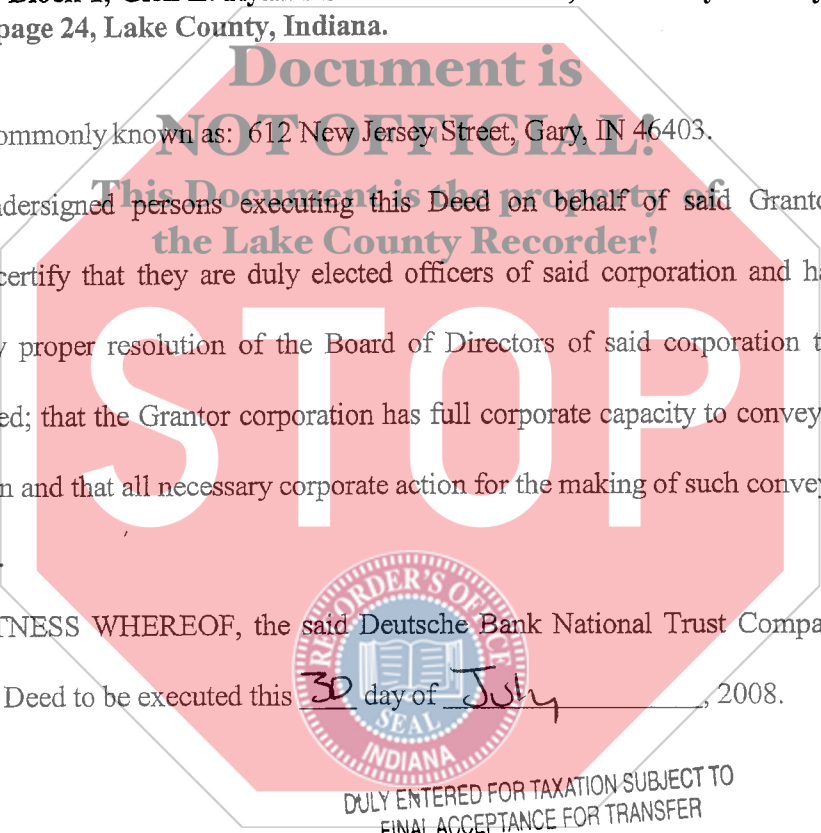 page 24, Lake County, Indiana.
Document is
ommonly known as: 612 New Jersey Street, Gary, IN 46403.
NOT OFFICIAL!
dersigned persons executing this Deed on behalf of said Granto
This Document is the property of
the Lake County Recorder!
certify that they are duly elected officers of said corporation and ha
proper resolution of the Board of Directors of said corporation t
ed; that the Grantor corporation has full corporate capacity to convey
STOP
n and that all necessary corporate action for the making of such convey
TNESS WHEREOF, the said Deutsche Bank National Trust Compa
Deed to be executed this 30 day of July, 2008.
RECORDER'S OFFICE
SEAL
INDIANA
DULY ENTERED FOR TAXATION SUBJECT TO
FINAL ACCEPTANCE FOR TRANSFER